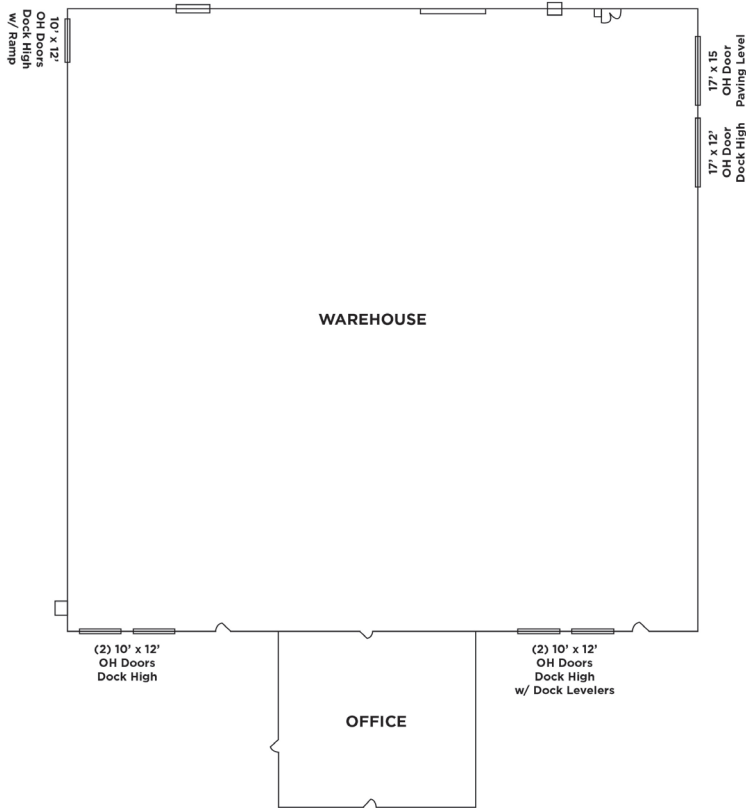 10' x 12'
OH Doors
Dock High
w/ Ramp
17' x 15
OH Door
Paving Level
17' x 12'
OH Door
Dock High
WAREHOUSE
(2) 10' x 12'
OH Doors
Dock High
(2) 10' x 12'
OH Doors
Dock High
w/ Dock Levelers
OFFICE